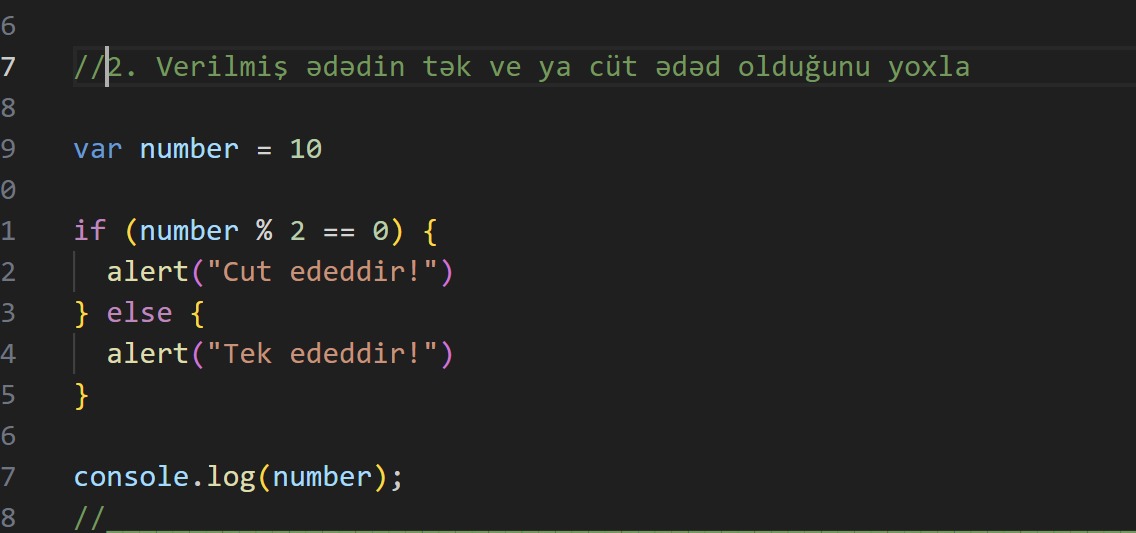 6
7 //2. Verilmiş ədədin tək ve ya cüt ədəd olduğunu yoxla
8
9 var number = 10
0
1 if (number % 2 == 0) {
2 alert("Cut ededdir!")
3 } else {
4 alert("Tek ededdir!")
5 }
6
7 console.log(number);
8 //______________________________________________________________